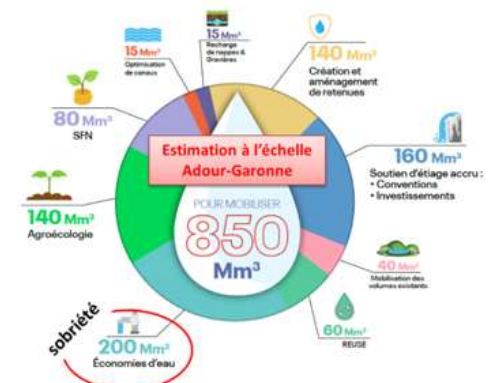 15 Mm³
Optimisation
de canaux
15 Mm³
Recharge
de nappes &
Gravières
140 Mm³
Création et
aménagement
de retenues
80 Mm³
SFN
Estimation à l'échelle
Adour-Garonne
160 Mm³
Soutien d'étiage accru :
• Conventions
• Investissements
POUR MOBILISER
850
Mm³
140 Mm³
Agroécologie
40 Mm³
Mobilisation des
volumes existants
60 Mm³
REUSE
sobriété
200 Mm³
Économies d'eau